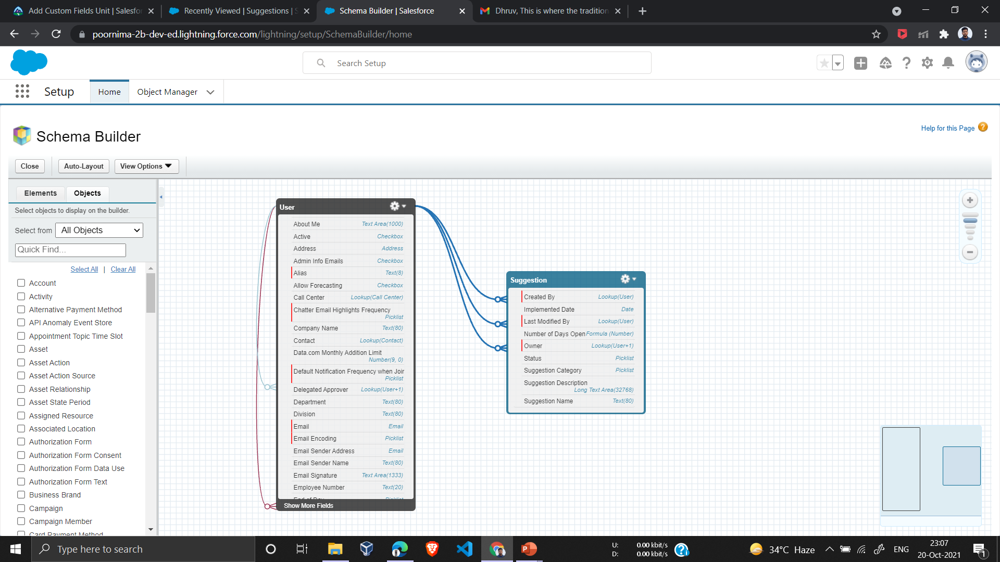 Add Custom Fields Unit | Salesfor
Recently Viewed | Suggestions | S
Schema Builder | Salesforce
Dhruv, This is where the tradition
poornima-2b-dev-ed.lightning.force.com/lightning/setup/SchemaBuilder/home
Search Setup
Setup
Home
Object Manager
Schema Builder
Help for this Page
Close
Auto-Layout
View Options
Elements
Objects
Select objects to display on the builder.
Select from
All Objects
Quick Find...
Select All | Clear All
Account
Activity
Alternative Payment Method
API Anomaly Event Store
Appointment Topic Time Slot
Asset
Asset Action
Asset Action Source
Asset Relationship
Asset State Period
Assigned Resource
Associated Location
Authorization Form
Authorization Form Consent
Authorization Form Data Use
Authorization Form Text
Business Brand
Campaign
Campaign Member
Card Payment Method
User
About Me Text Area(1000)
Active Checkbox
Address Address
Admin Info Emails Checkbox
Alias Text(8)
Allow Forecasting Checkbox
Call Center Lookup(Call Center)
Chatter Email Highlights Frequency
Picklist
Company Name Text(80)
Contact Lookup(Contact)
Data.com Monthly Addition Limit
Number(9, 0)
Default Notification Frequency when Join
Picklist
Delegated Approver Lookup(User+1)
Department Text(80)
Division Text(80)
Email Email
Email Encoding Picklist
Email Sender Address Email
Email Sender Name Text(80)
Email Signature Text Area(1333)
Employee Number Text(20)
End of Day Picklist
Show More Fields
Suggestion
Created By Lookup(User)
Implemented Date Date
Last Modified By Lookup(User)
Number of Days Open Formula (Number)
Owner Lookup(User+1)
Status Picklist
Suggestion Category Picklist
Suggestion Description
Long Text Area(32768)
Suggestion Name Text(80)
Type here to search
U: 0.00 kbit/s
D: 0.00 kbit/s
34°C Haze
ENG
23:07
20-Oct-2021
1